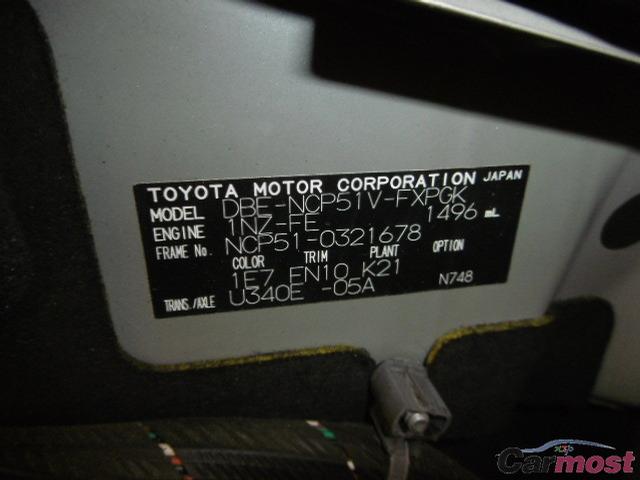 TOYOTA MOTOR CORPORATION JAPAN
MODEL DBE-NCP51V-FXPGK
ENGINE 1NZ-FE 1496 mL
FRAME No. NCP51-0321678
COLOR TRIM PLANT OPTION
1E7 FN10 K21
TRANS./AXLE U340E -05A N748
Carmost